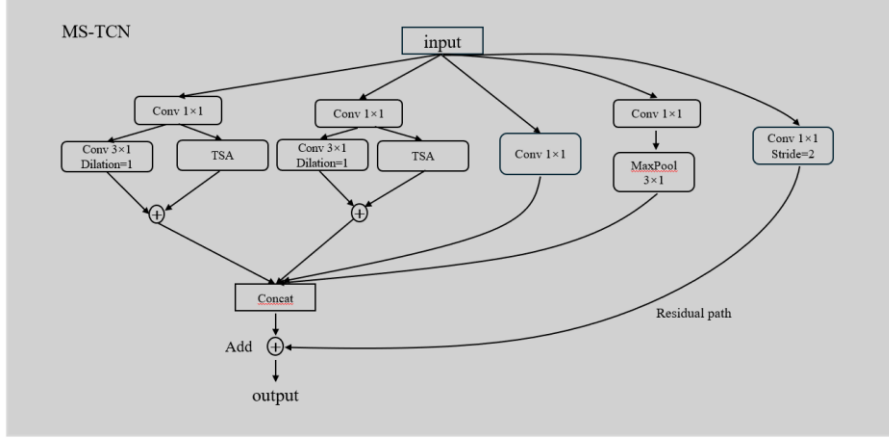 MS-TCN
input
Conv 1×1
Conv 1×1
Conv 1×1
Conv 3×1
Dilation=1
TSA
Conv 3×1
Dilation=1
TSA
Conv 1×1
MaxPool
3×1
Conv 1×1
Stride=2
+
+
Concat
Residual path
Add
+
output